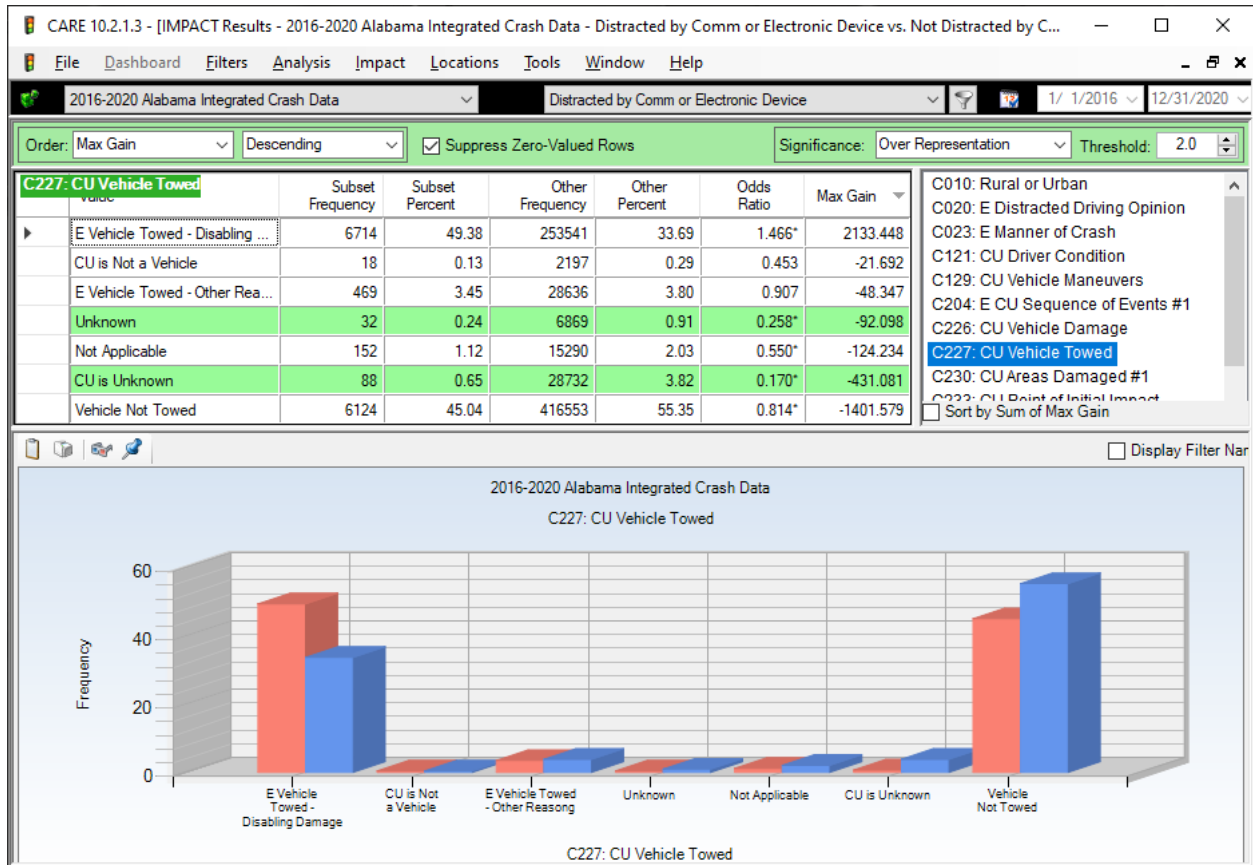 CARE 10.2.1.3 - [IMPACT Results - 2016-2020 Alabama Integrated Crash Data - Distracted by Comm or Electronic Device vs. Not Distracted by C...
File Dashboard Filters Analysis Impact Locations Tools Window Help
2016-2020 Alabama Integrated Crash Data Distracted by Comm or Electronic Device 1/ 1/2016 12/31/2020
Order: Max Gain Descending Suppress Zero-Valued Rows Significance: Over Representation Threshold: 2.0
C227: CU Vehicle Towed Subset Frequency Subset Percent Other Frequency Other Percent Odds Ratio Max Gain
E Vehicle Towed - Disabling ... 6714 49.38 253541 33.69 1.466* 2133.448
CU is Not a Vehicle 18 0.13 2197 0.29 0.453 -21.692
E Vehicle Towed - Other Rea... 469 3.45 28636 3.80 0.907 -48.347
Unknown 32 0.24 6869 0.91 0.258* -92.098
Not Applicable 152 1.12 15290 2.03 0.550* -124.234
CU is Unknown 88 0.65 28732 3.82 0.170* -431.081
Vehicle Not Towed 6124 45.04 416553 55.35 0.814* -1401.579
C010: Rural or Urban
C020: E Distracted Driving Opinion
C023: E Manner of Crash
C121: CU Driver Condition
C129: CU Vehicle Maneuvers
C204: E CU Sequence of Events #1
C226: CU Vehicle Damage
C227: CU Vehicle Towed
C230: CU Areas Damaged #1
Sort by Sum of Max Gain
Display Filter Nar
2016-2020 Alabama Integrated Crash Data
C227: CU Vehicle Towed
60
40
20
0
Frequency
E Vehicle
Towed -
Disabling Damage
CU is Not
a Vehicle
E Vehicle Towed
- Other Reasong
Unknown
Not Applicable
CU is Unknown
Vehicle
Not Towed
C227: CU Vehicle Towed